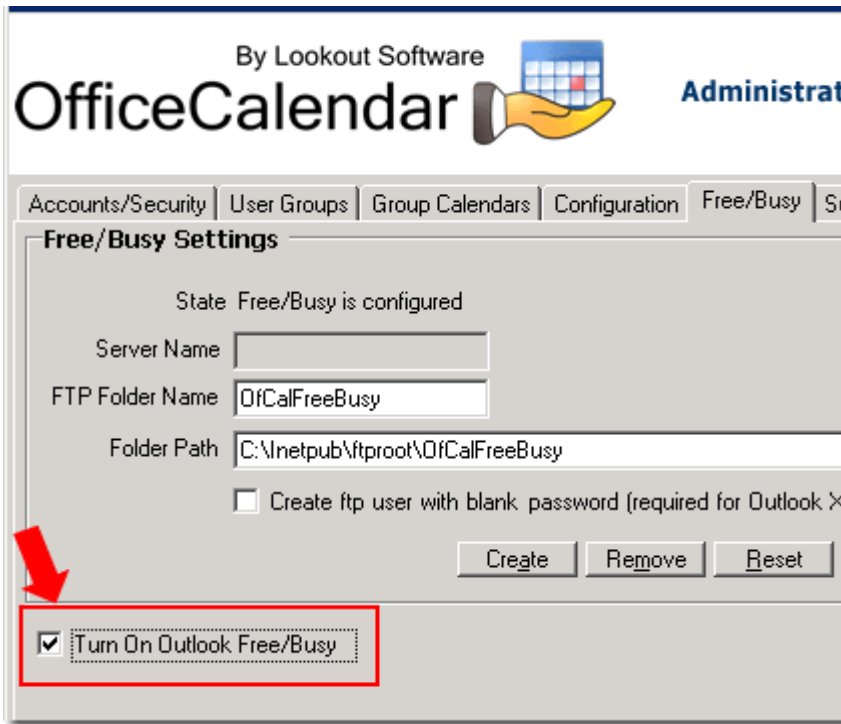 By Lookout Software
OfficeCalendar
Administrat
Accounts/Security User Groups Group Calendars Configuration Free/Busy
Free/Busy Settings
State Free/Busy is configured
Server Name
FTP Folder Name OfCalFreeBusy
Folder Path C:\Inetpub\ftproot\OfCalFreeBusy
Create ftp user with blank password (required for Outlook X
Create Remove Reset
Turn On Outlook Free/Busy